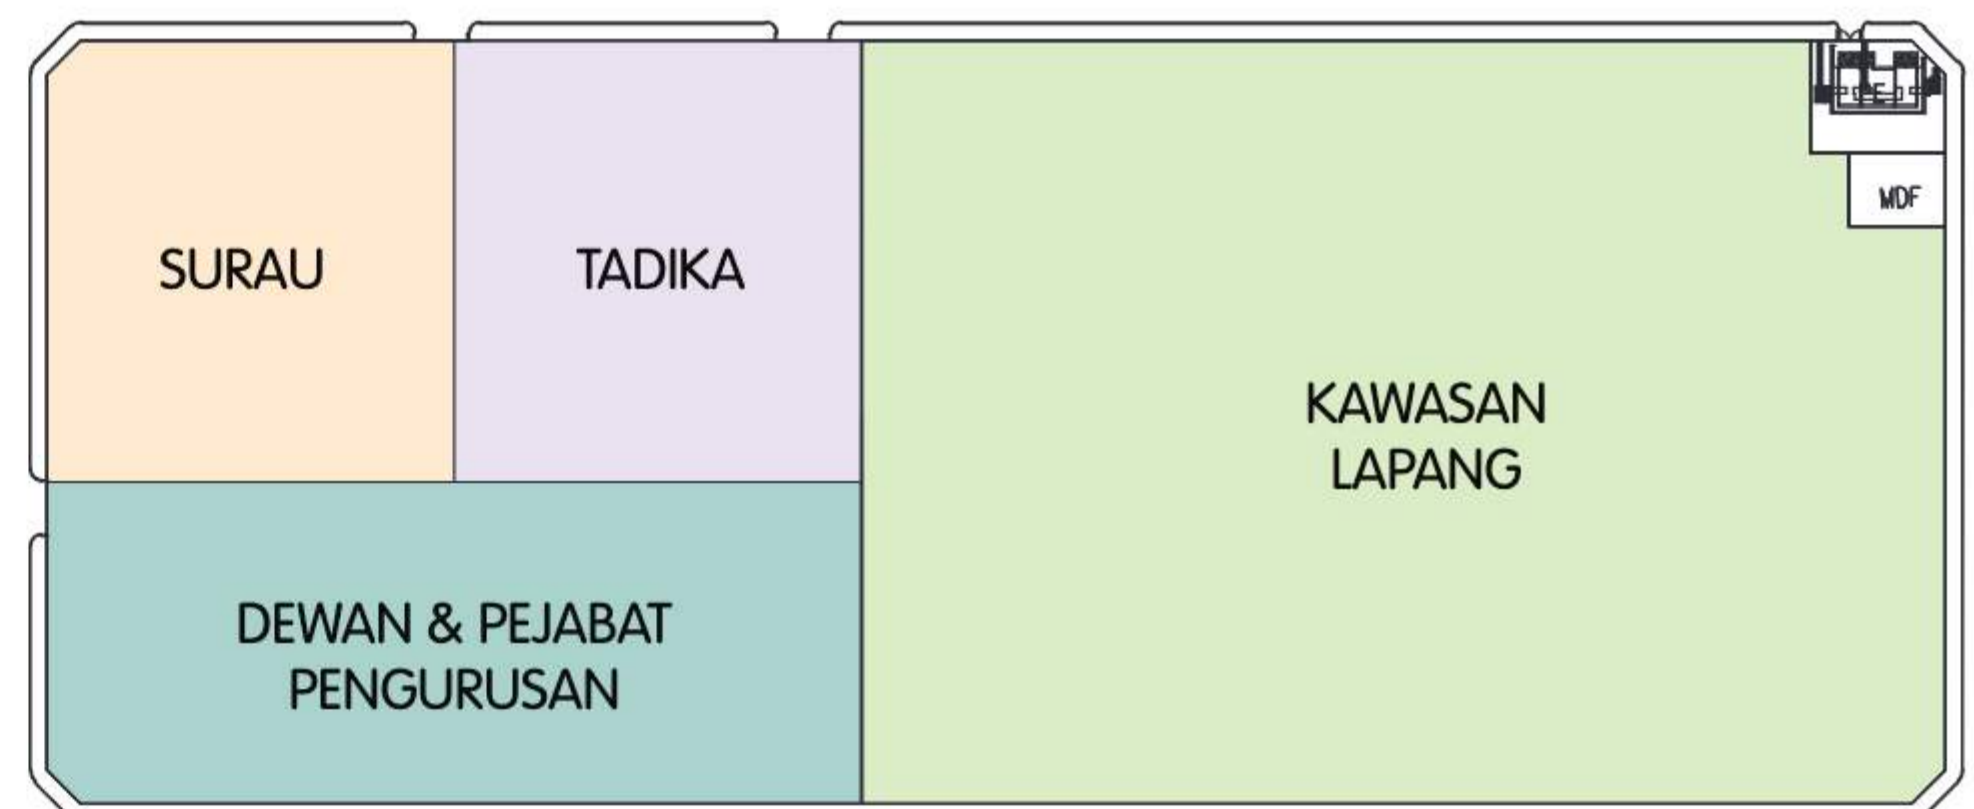 SURAU
TADIKA
KAWASAN
LAPANG
MDF
DEWAN & PEJABAT
PENGURUSAN